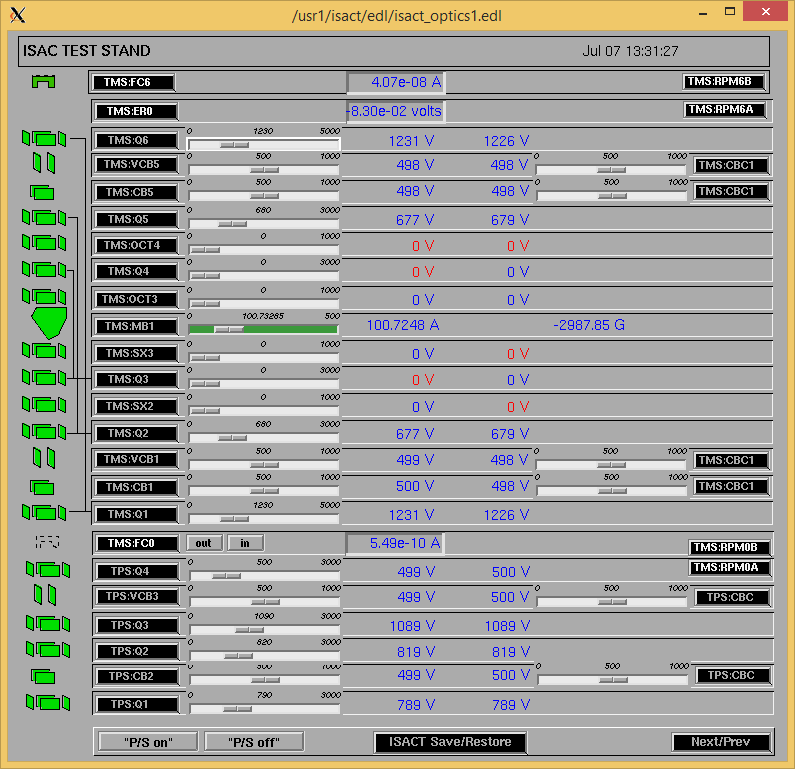 /usr1/isact/edl/isact_optics1.edl
ISAC TEST STAND Jul 07 13:31:27
TMS:FC6 4.07e-08 A TMS:RPM6B
TMS:ER0 -8.30e-02 volts TMS:RPM6A
0 1230 5000
TMS:Q6 1231 V 1226 V
0 500 1000 0 500 1000
TMS:VCB5 498 V 498 V TMS:CBC1
0 500 1000 0 500 1000
TMS:CB5 498 V 498 V TMS:CBC1
0 680 3000
TMS:Q5 677 V 679 V
0 0 1000
TMS:OCT4 0 V 0 V
0 0 3000
TMS:Q4 0 V 0 V
0 0 1000
TMS:OCT3 0 V 0 V
0 100.73285 500
TMS:MB1 100.7248 A -2987.85 G
0 0 1000
TMS:SX3 0 V 0 V
0 0 3000
TMS:Q3 0 V 0 V
0 0 1000
TMS:SX2 0 V 0 V
0 680 3000
TMS:Q2 677 V 679 V
0 500 1000 0 500 1000
TMS:VCB1 499 V 498 V TMS:CBC1
0 500 1000 0 500 1000
TMS:CB1 500 V 498 V TMS:CBC1
0 1230 5000
TMS:Q1 1231 V 1226 V
TMS:FC0 out in 5.49e-10 A TMS:RPM0B
0 500 3000
TPS:Q4 499 V 500 V TMS:RPM0A
0 500 1000 0 500 1000
TPS:VCB3 499 V 500 V TPS:CBC
0 1090 3000
TPS:Q3 1089 V 1089 V
0 820 3000
TPS:Q2 819 V 819 V
0 500 1000 0 500 1000
TPS:CB2 499 V 500 V TPS:CBC
0 790 3000
TPS:Q1 789 V 789 V
"P/S on" "P/S off" ISACT Save/Restore Next/Prev